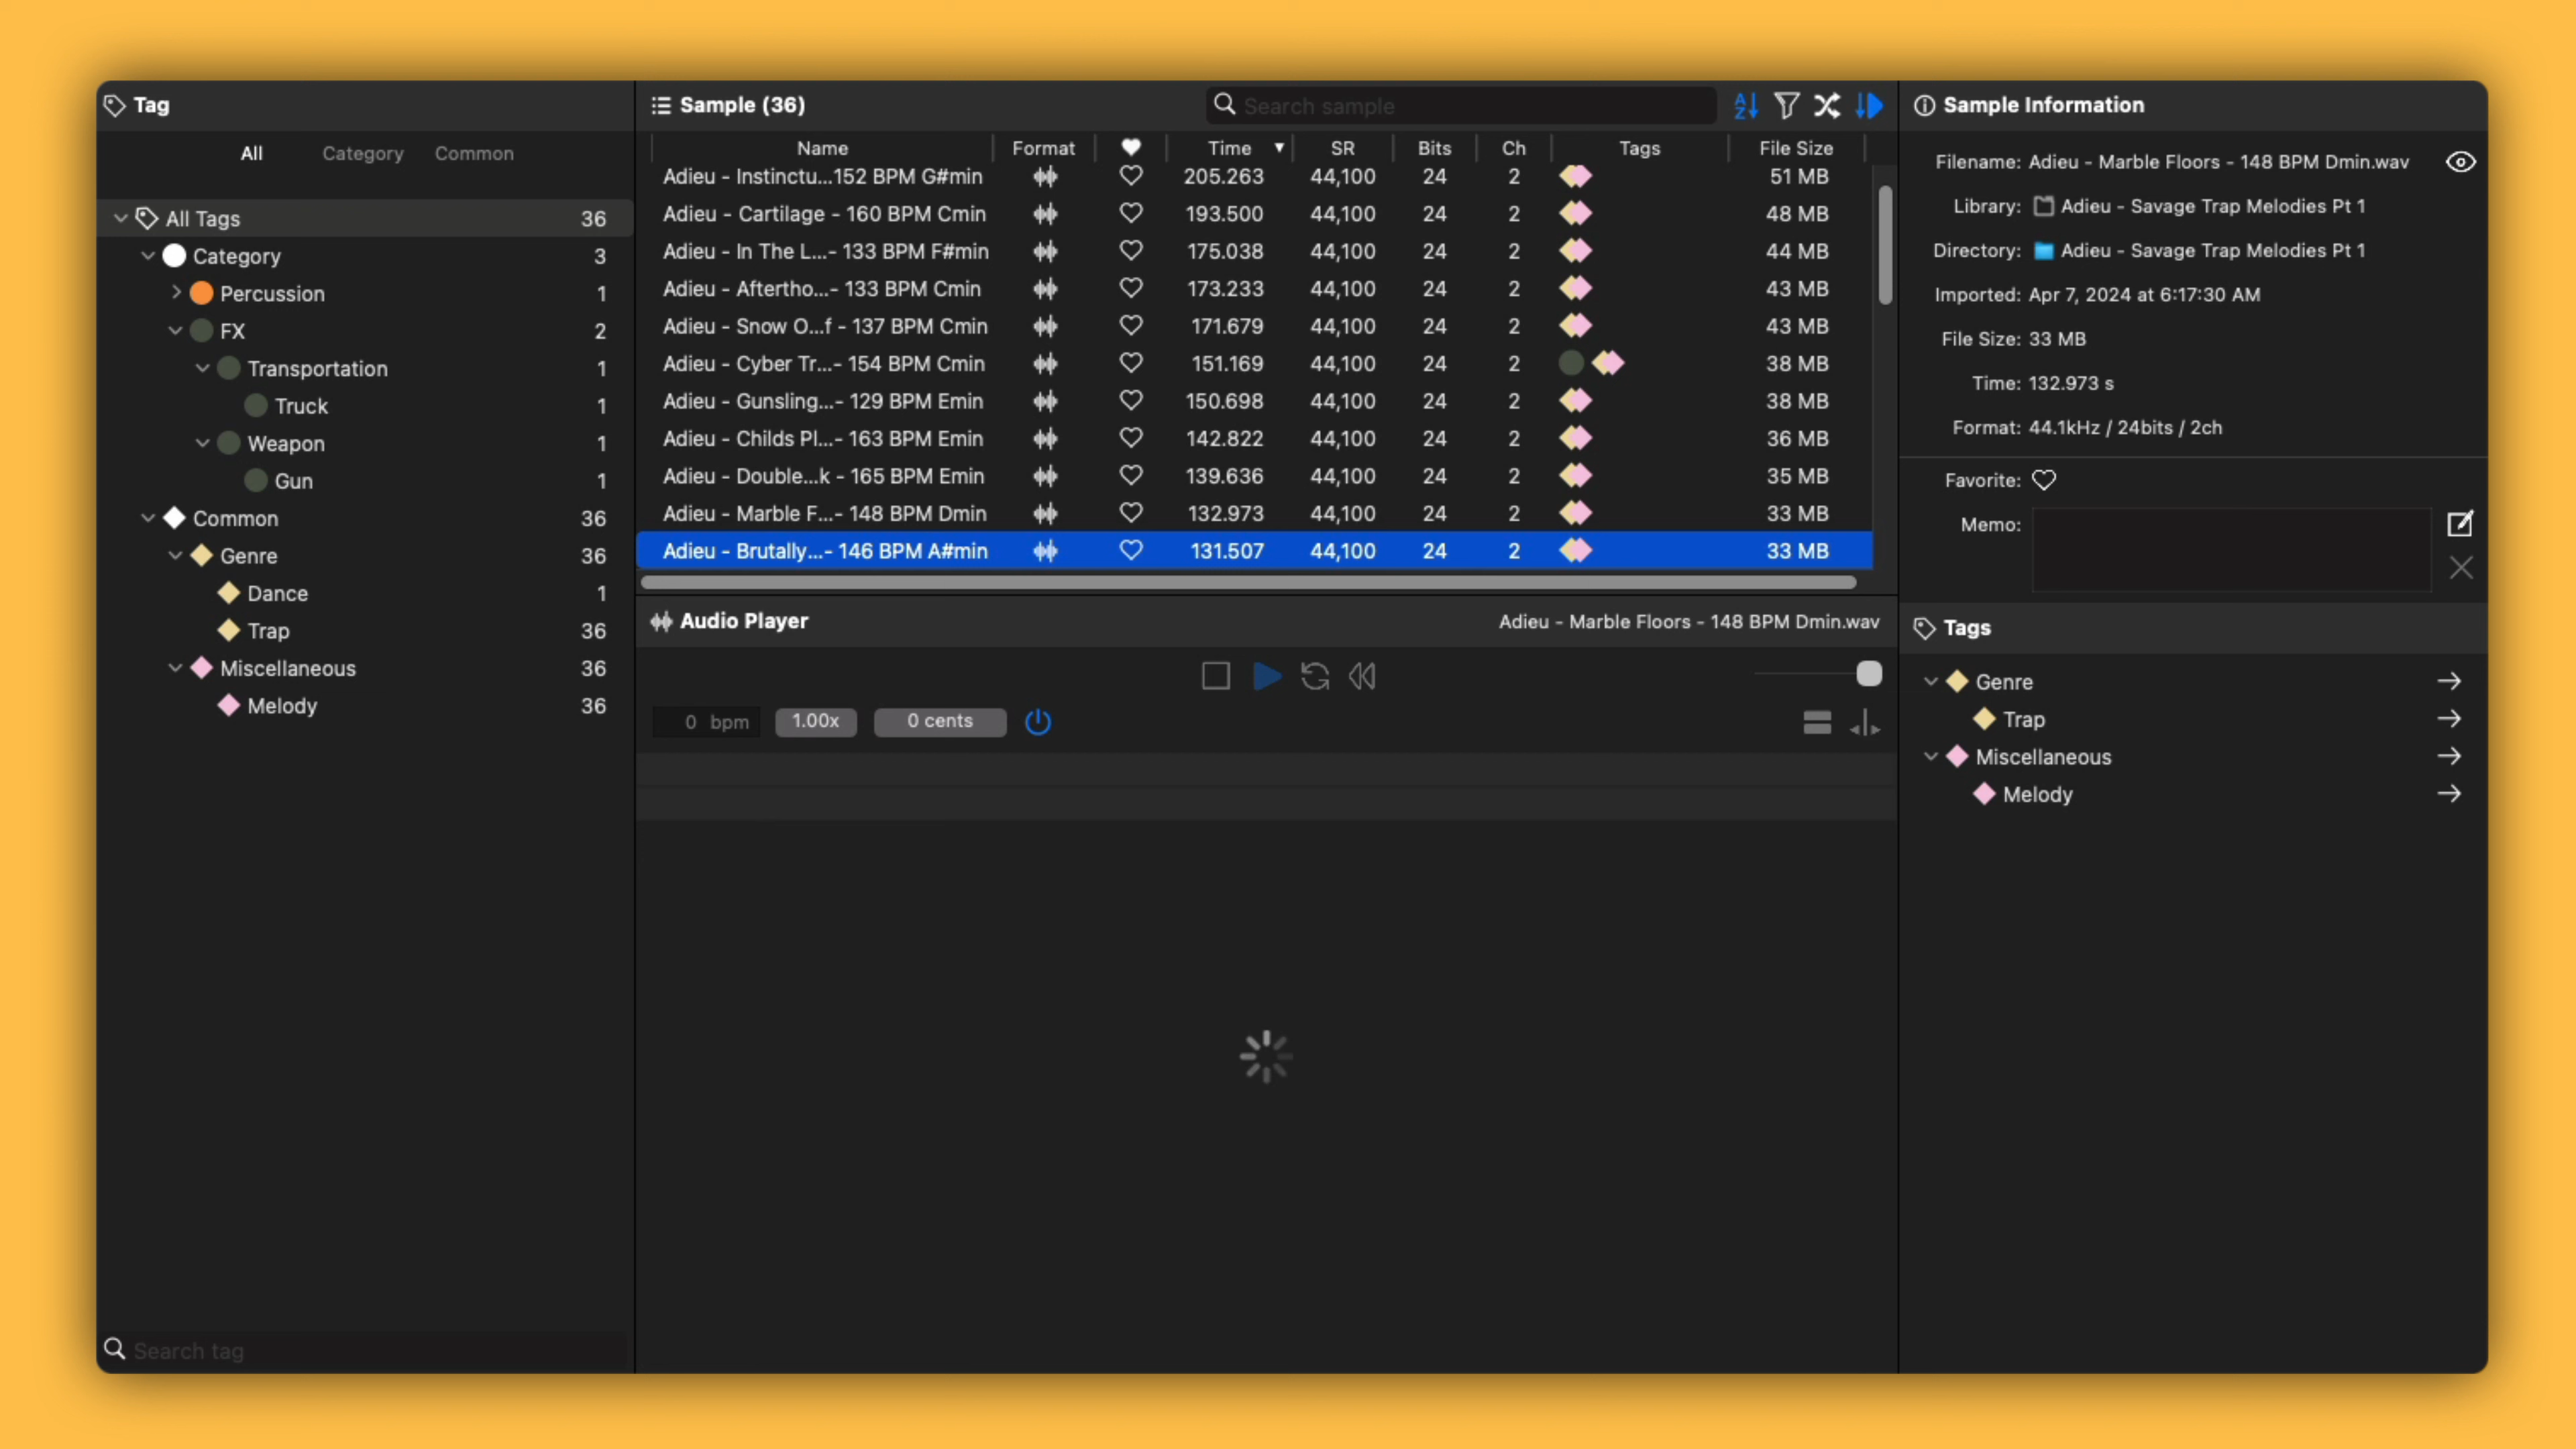 Tag
All Category Common
All Tags 36
Category 3
Percussion 1
FX 2
Transportation 1
Truck 1
Weapon 1
Gun 1
Common 36
Genre 36
Dance 1
Trap 36
Miscellaneous 36
Melody 36
Search tag
Sample (36)
Search sample
Name Format Time SR Bits Ch Tags File Size
Adieu - Instinctu...152 BPM G#min 205.263 44,100 24 2 51 MB
Adieu - Cartilage - 160 BPM Cmin 193.500 44,100 24 2 48 MB
Adieu - In The L...- 133 BPM F#min 175.038 44,100 24 2 44 MB
Adieu - Aftertho...- 133 BPM Cmin 173.233 44,100 24 2 43 MB
Adieu - Snow O...f - 137 BPM Cmin 171.679 44,100 24 2 43 MB
Adieu - Cyber Tr...- 154 BPM Cmin 151.169 44,100 24 2 38 MB
Adieu - Gunsling...- 129 BPM Emin 150.698 44,100 24 2 38 MB
Adieu - Childs Pl...- 163 BPM Emin 142.822 44,100 24 2 36 MB
Adieu - Double...k - 165 BPM Emin 139.636 44,100 24 2 35 MB
Adieu - Marble F...- 148 BPM Dmin 132.973 44,100 24 2 33 MB
Adieu - Brutally...- 146 BPM A#min 131.507 44,100 24 2 33 MB
Audio Player Adieu - Marble Floors - 148 BPM Dmin.wav
0 bpm 1.00x 0 cents
Sample Information
Filename: Adieu - Marble Floors - 148 BPM Dmin.wav
Library: Adieu - Savage Trap Melodies Pt 1
Directory: Adieu - Savage Trap Melodies Pt 1
Imported: Apr 7, 2024 at 6:17:30 AM
File Size: 33 MB
Time: 132.973 s
Format: 44.1kHz / 24bits / 2ch
Favorite:
Memo:
Tags
Genre
Trap
Miscellaneous
Melody